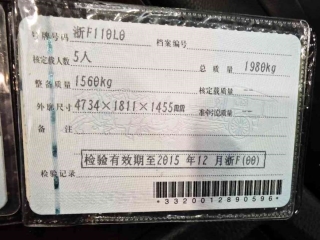 号牌号码 浙F110L0 档案编号
核定载人数 5人 总质量 1980kg
整备质量 1560kg 核定载质量 --
外廓尺寸 4734×1811×1455 准牵引总质量 --
备注
检验有效期至2015年12月浙F(00)
检验记录
*3320012890596*